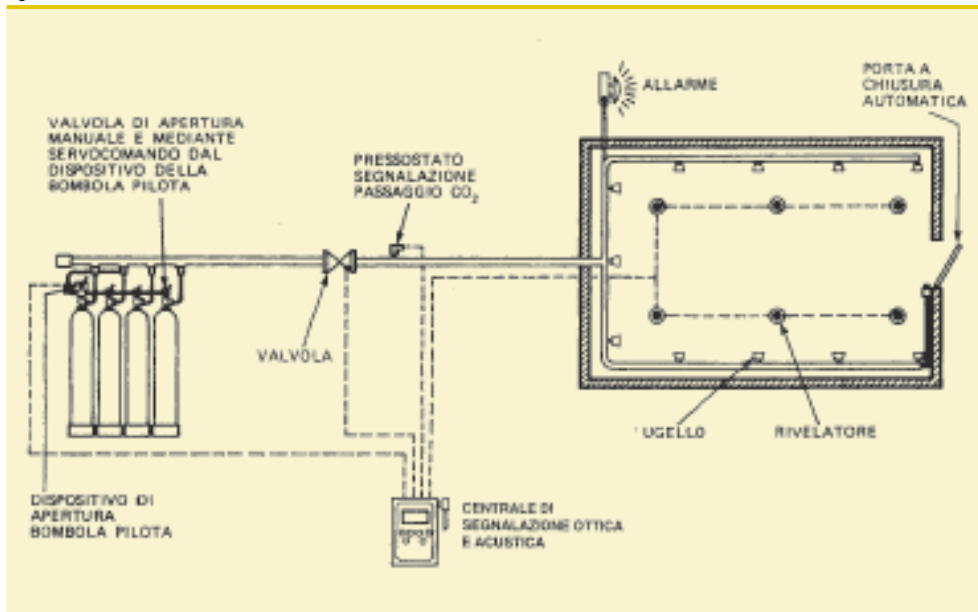 VALVOLA DI APERTURA
MANUALE E MEDIANTE
SERVOCOMANDO DAL
DISPOSITIVO DELLA
BOMBOLA PILOTA
PRESSOSTATO
SEGNALAZIONE
PASSAGGIO CO₂
ALLARME
PORTA A
CHIUSURA
AUTOMATICA
VALVOLA
UGELLO
RIVELATORE
DISPOSITIVO DI
APERTURA
BOMBOLA PILOTA
CENTRALE DI
SEGNALAZIONE OTTICA
E ACUSTICA